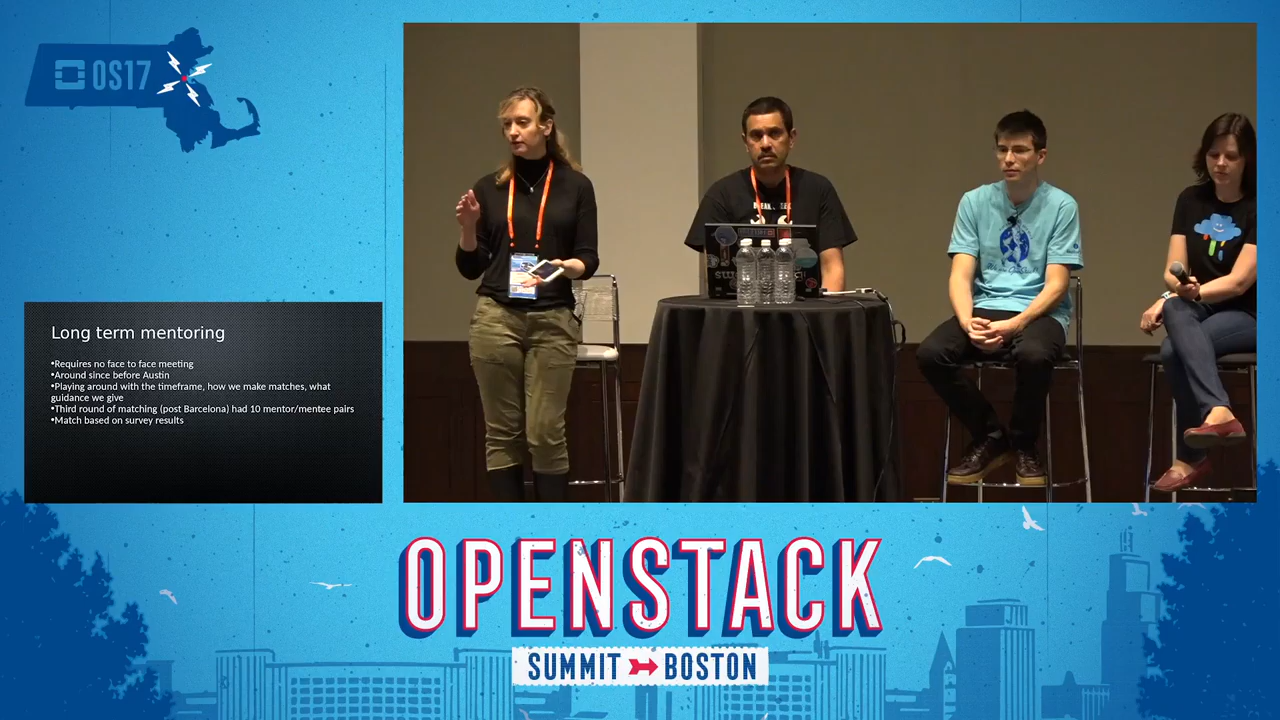 OS17
Long term mentoring
•Requires no face to face meeting
•Around since before Austin
•Playing around with the timeframe, how we make matches, what
guidance we give
•Third round of matching (post Barcelona) had 10 mentor/mentee pairs
•Match based on survey results
OPENSTACK
SUMMIT BOSTON